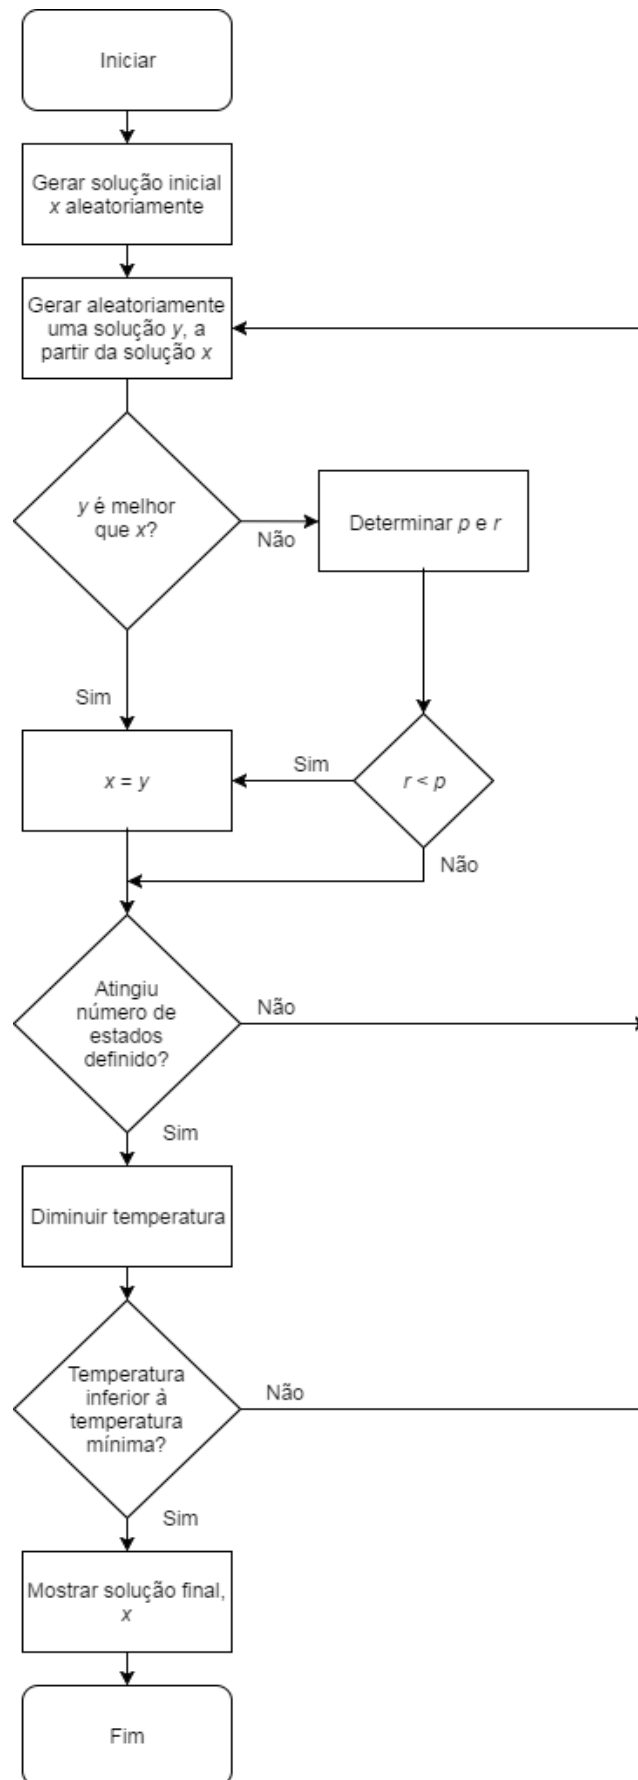 Iniciar
Gerar solução inicial
x aleatoriamente
Gerar aleatoriamente
uma solução y, a
partir da solução x
y é melhor
que x?
Não
Determinar p e r
Sim
x = y
Sim
r < p
Não
Atingiu
número de
estados
definido?
Não
Sim
Diminuir temperatura
Temperatura
inferior à
temperatura
mínima?
Não
Sim
Mostrar solução final,
x
Fim